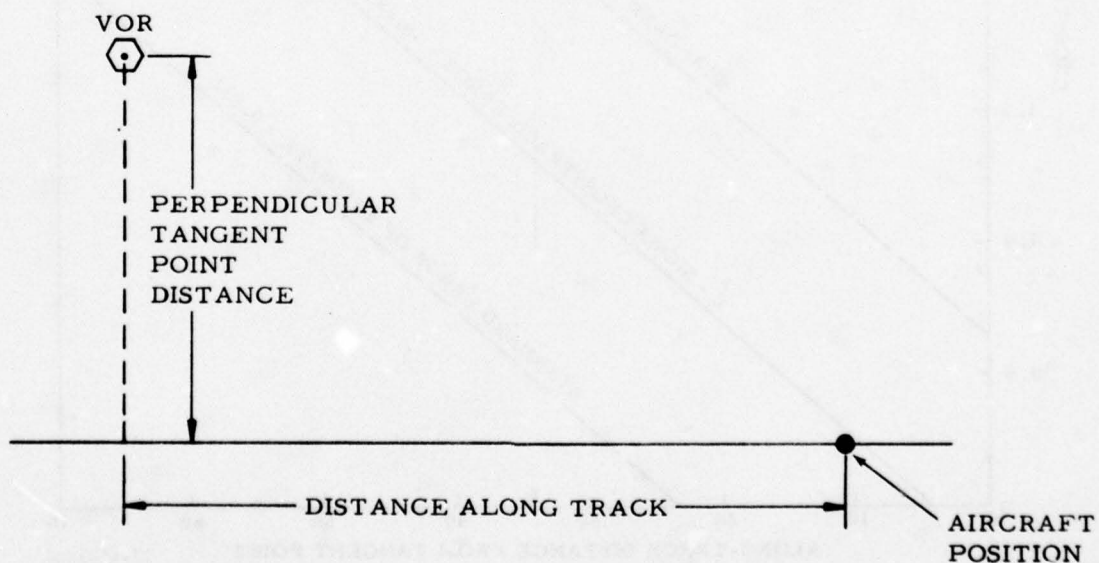 VOR
PERPENDICULAR
TANGENT
POINT
DISTANCE
DISTANCE ALONG TRACK
AIRCRAFT
POSITION